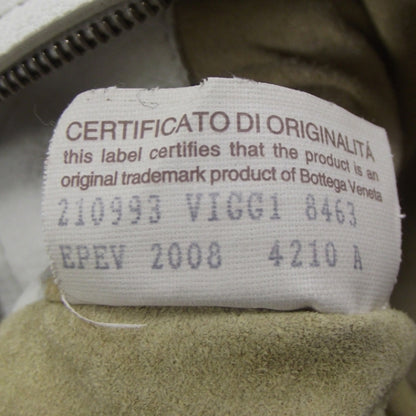 CERTIFICATO DI ORIGINALITÀ
this label certifies that the product is an
original trademark product of Bottega Veneta
210993 VIGG1 8463
EPEV 2008 4210 A